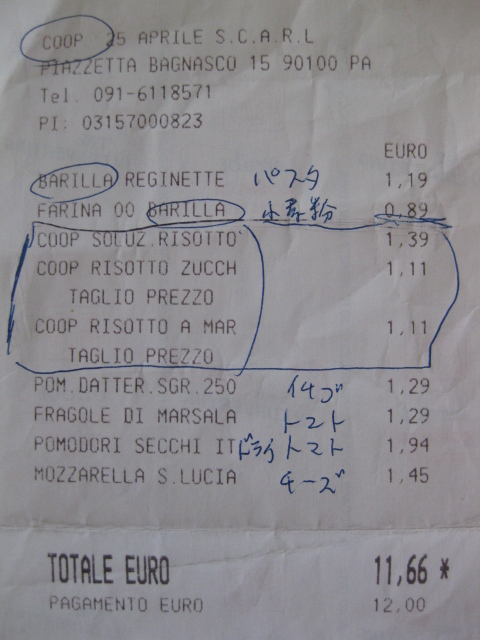 COOP 25 APRILE S.C.A.R.L
PIAZZETTA BAGNASCO 15 90100 PA
Tel. 091-6118571
PI: 03157000823
EURO
BARILLA REGINETTE パスタ 1,19
FARINA 00 BARILLA 小麦粉 0,89
COOP SOLUZ.RISOTTO 1,39
COOP RISOTTO ZUCCH 1,11
TAGLIO PREZZO
COOP RISOTTO A MAR 1,11
TAGLIO PREZZO
POM.DATTER.SGR.250 イチゴ 1,29
FRAGOLE DI MARSALA トマト 1,29
POMODORI SECCHI IT ドライトマト 1,94
MOZZARELLA S.LUCIA チーズ 1,45
TOTALE EURO 11,66 *
PAGAMENTO EURO 12,00